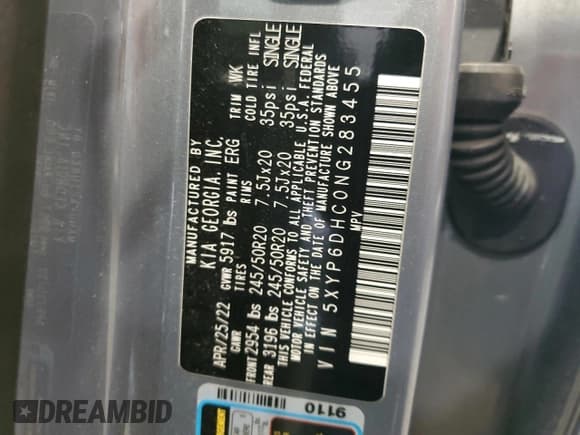 MANUFACTURED BY
KIA GEORGIA, INC.
APR/25/22 GVWR 5917 lbs PAINT ERG TRIM WK
GAWR TIRES RIMS COLD TIRE INFL
FRONT 2954 lbs 245/50R20 7.5Jx20 35psi SINGLE
REAR 3196 lbs 245/50R20 7.5Jx20 35psi SINGLE
THIS VEHICLE CONFORMS TO ALL APPLICABLE U.S.A. FEDERAL
MOTOR VEHICLE SAFETY AND THEFT PREVENTION STANDARDS
IN EFFECT ON THE DATE OF MANUFACTURE SHOWN ABOVE
VIN 5XYP6DHC0NG283455
MPV
9110
DREAMBID